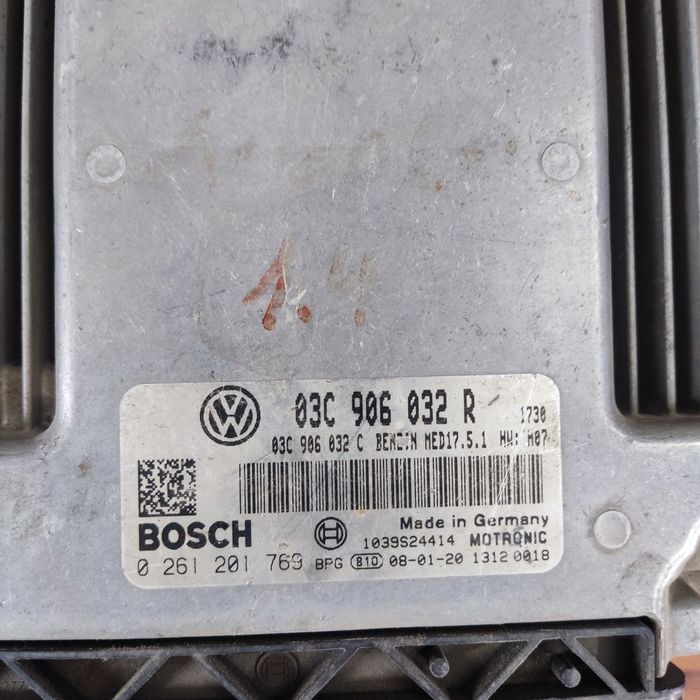 1.4
03C 906 032 R 1730
03C 906 032 C BENZIN MED17.5.1 HW: H07
BOSCH
Made in Germany
1039S24414 MOTRONIC
0 261 201 769 BPG 810 08-01-20 1312 0018